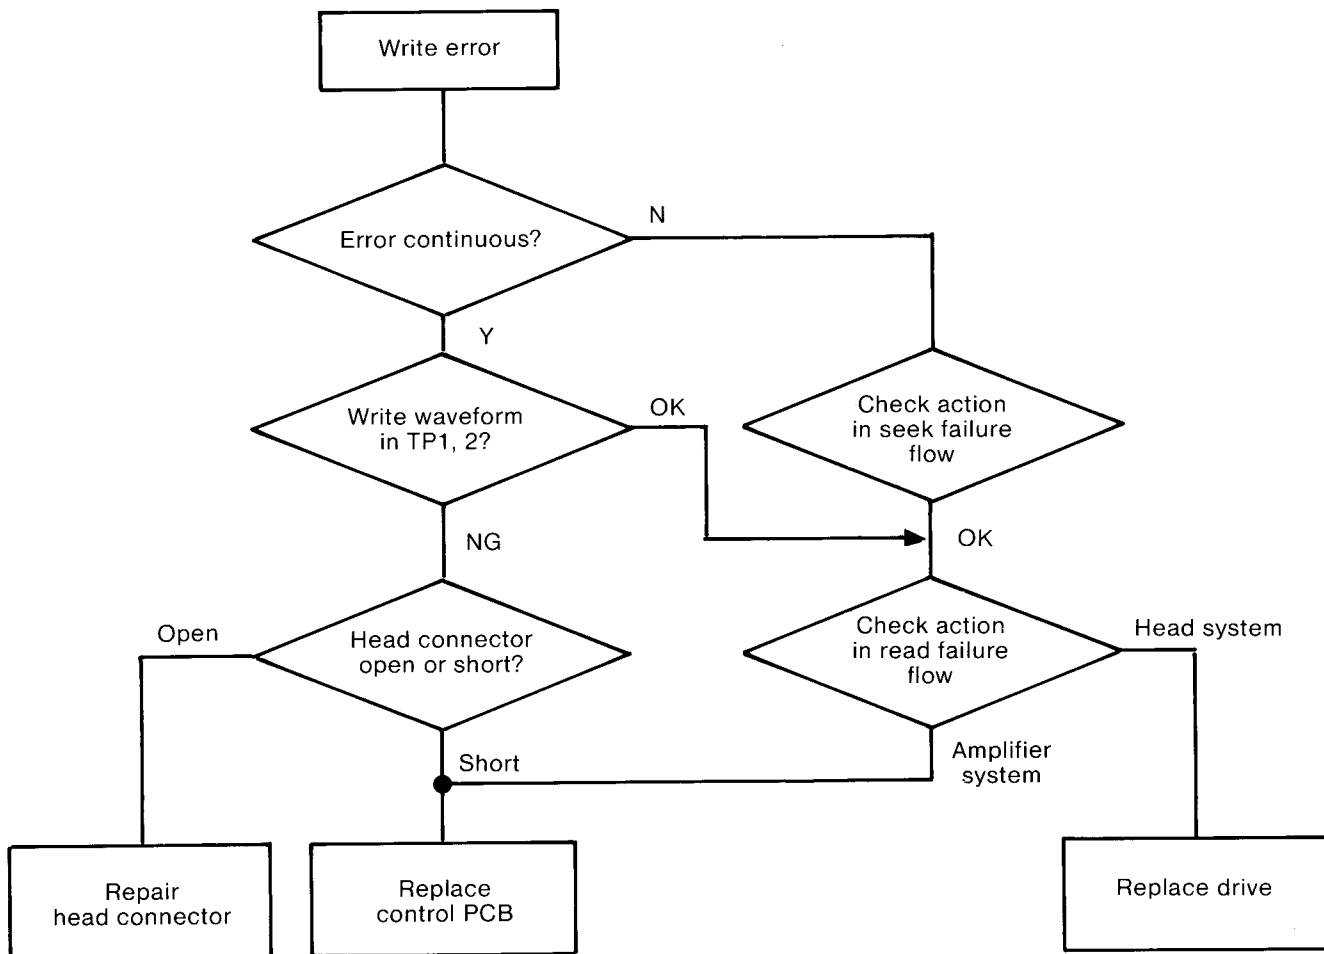 Write error
Error continuous?
N
Y
Write waveform
in TP1, 2?
OK
Check action
in seek failure
flow
NG
OK
Open
Head connector
open or short?
Check action
in read failure
flow
Head system
Short
Amplifier
system
Repair
head connector
Replace
control PCB
Replace drive